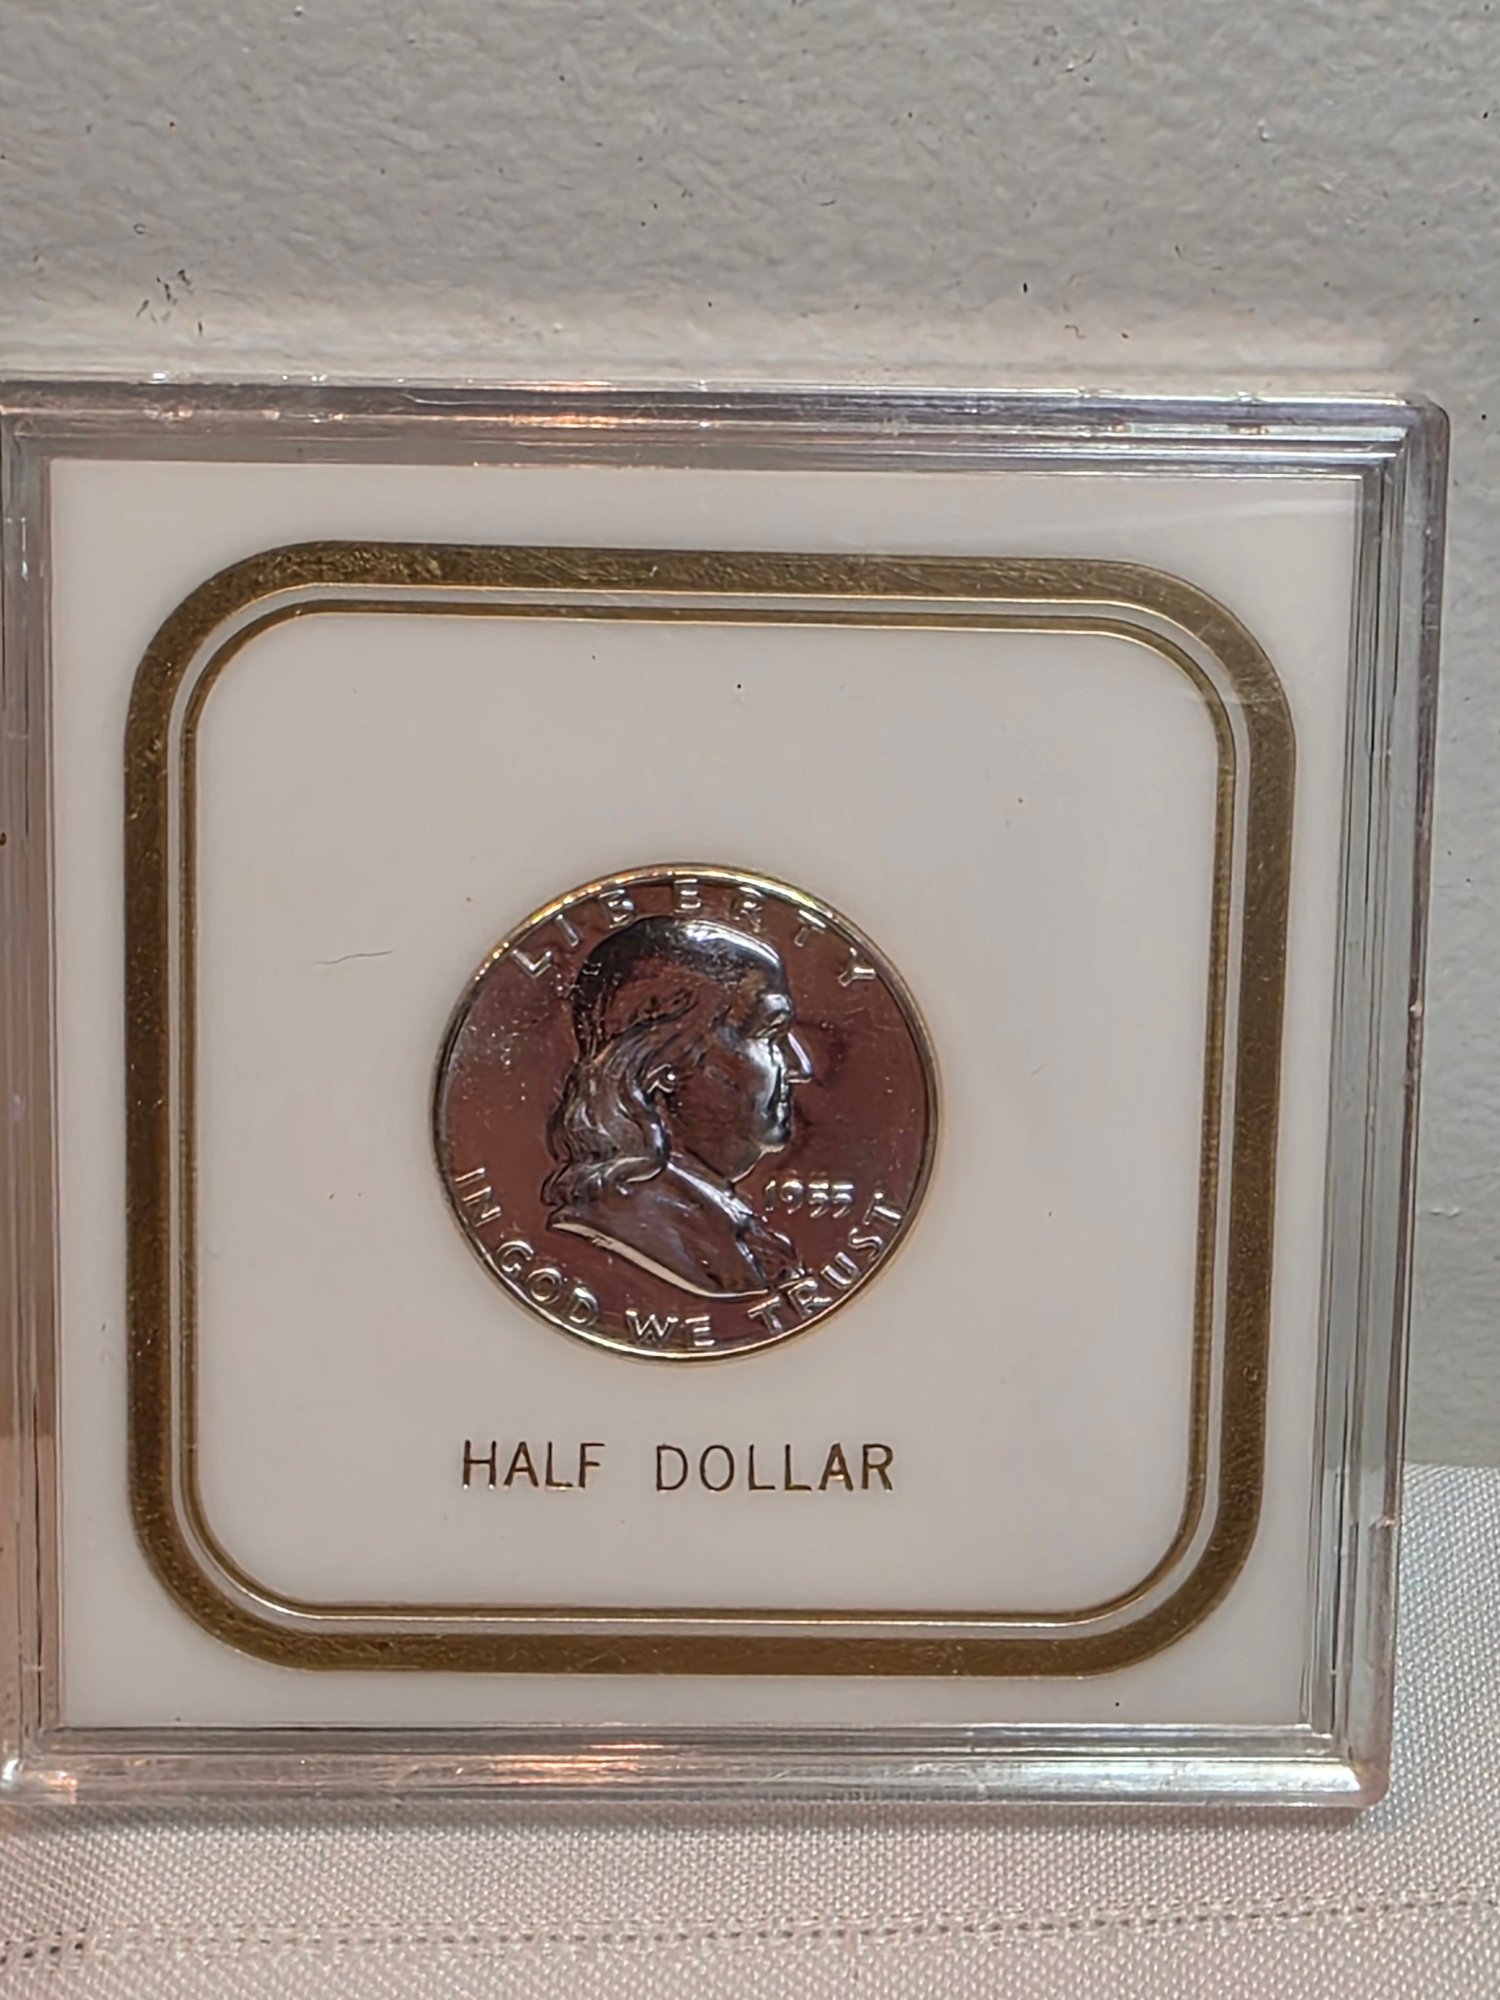 LIBERTY
1955
IN GOD WE TRUST
HALF DOLLAR